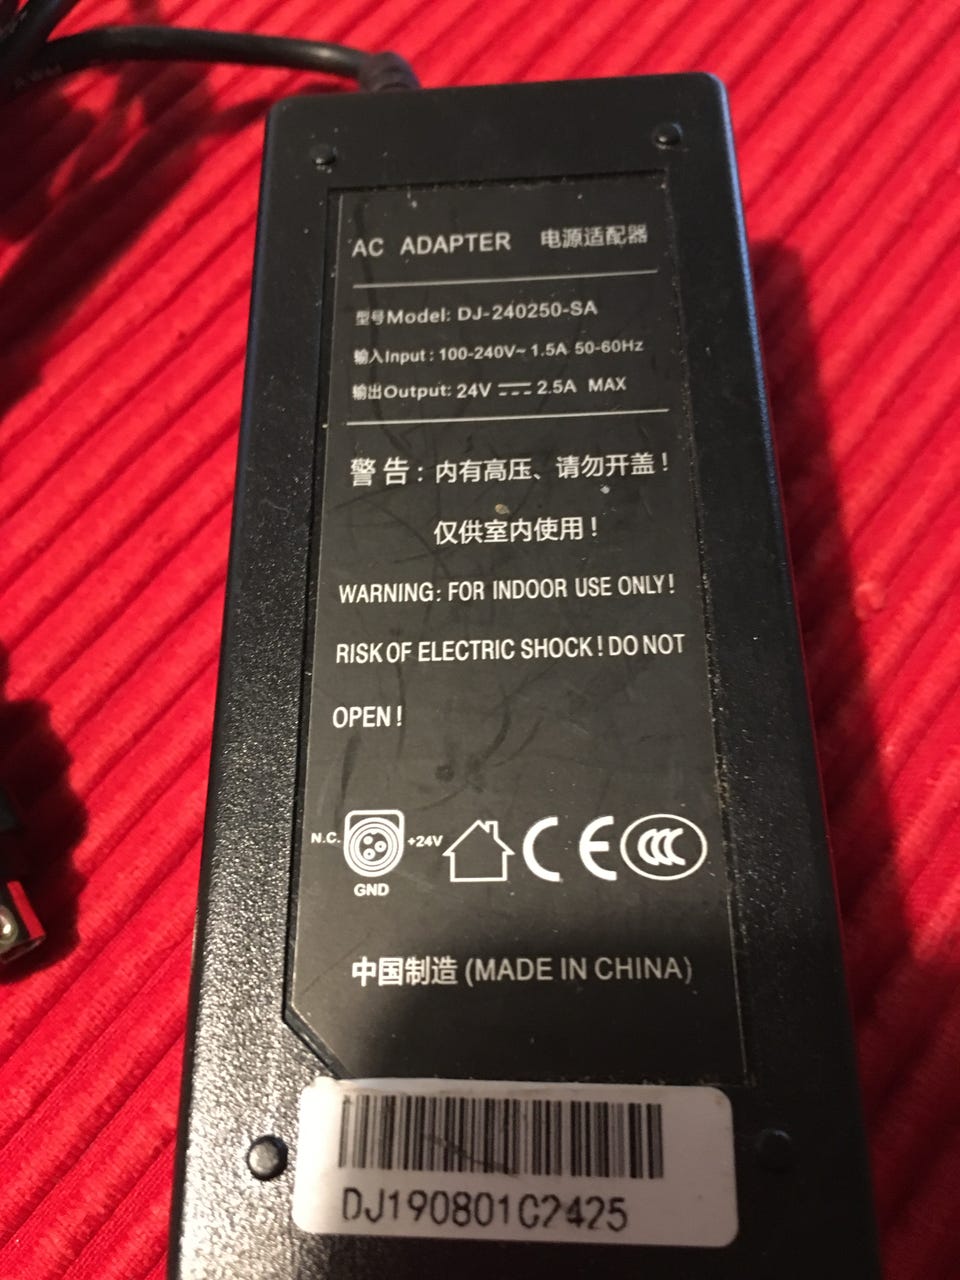 AC ADAPTER 电源适配器
型号Model: DJ-240250-SA
输入Input : 100-240V~ 1.5A 50-60Hz
输出Output: 24V ⎓ 2.5A MAX
警 告 : 内有高压、请勿开盖 !
仅供室内使用 !
WARNING: FOR INDOOR USE ONLY !
RISK OF ELECTRIC SHOCK ! DO NOT
OPEN !
N.C. +24V CE CCC
GND
中国制造 (MADE IN CHINA)
DJ190801C2425